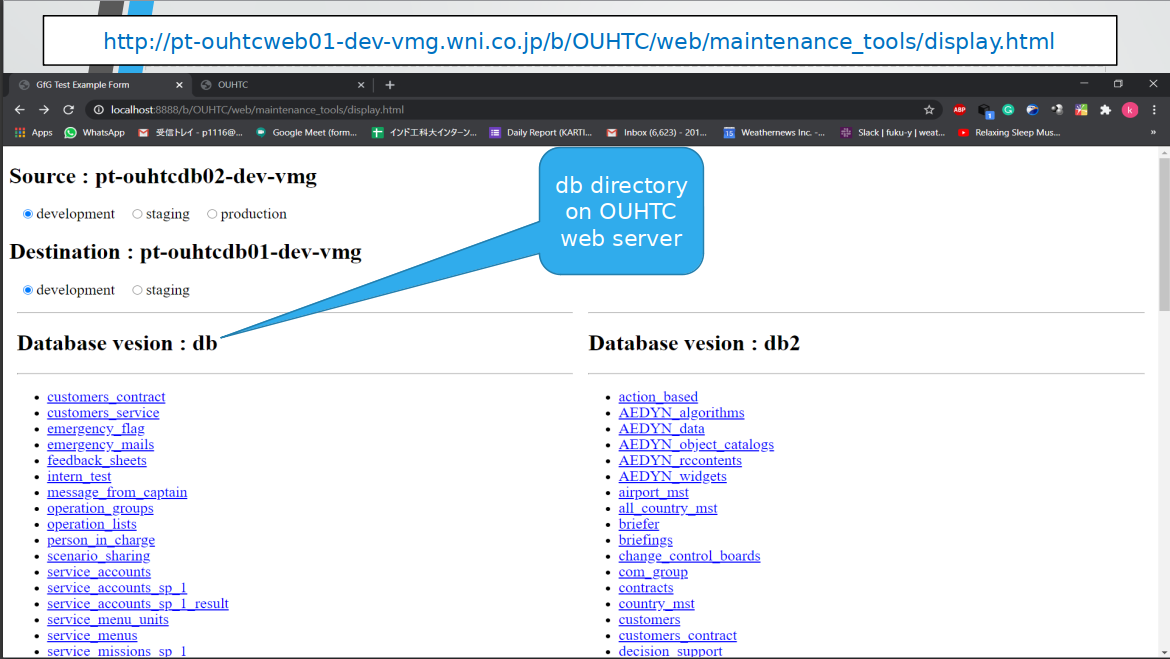 http://pt-ouhtcweb01-dev-vmg.wni.co.jp/b/OUHTC/web/maintenance_tools/display.html
GfG Test Example Form
OUHTC
localhost:8888/b/OUHTC/web/maintenance_tools/display.html
ABP
1
k
Apps
WhatsApp
受信トレイ - p1116@...
Google Meet (form...
インド工科大インターン...
Daily Report (KARTI...
Inbox (6,623) - 201...
15
Weathernews Inc. -...
Slack | fuku-y | weat...
Relaxing Sleep Mus...
»
Source : pt-ouhtcdb02-dev-vmg
development staging production
Destination : pt-ouhtcdb01-dev-vmg
development staging
db directory
on OUHTC
web server
Database vesion : db
customers_contract
customers_service
emergency_flag
emergency_mails
feedback_sheets
intern_test
message_from_captain
operation_groups
operation_lists
person_in_charge
scenario_sharing
service_accounts
service_accounts_sp_1
service_accounts_sp_1_result
service_menu_units
service_menus
service_missions_sp_1
Database vesion : db2
action_based
AEDYN_algorithms
AEDYN_data
AEDYN_object_catalogs
AEDYN_rccontents
AEDYN_widgets
airport_mst
all_country_mst
briefer
briefings
change_control_boards
com_group
contracts
country_mst
customers
customers_contract
decision_support